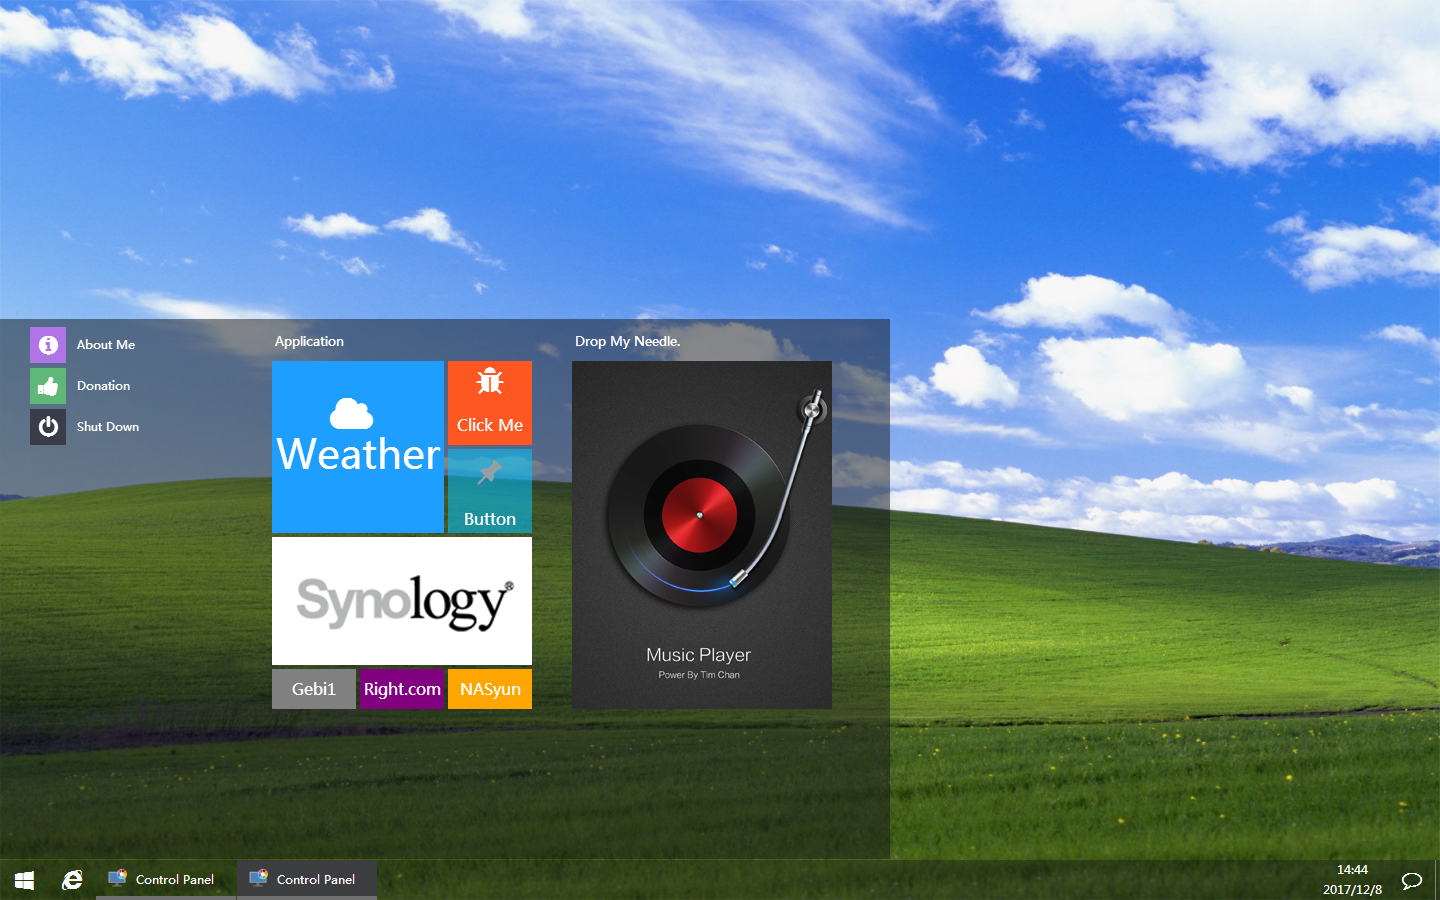 About Me
Donation
Shut Down
Application
Weather
Click Me
Button
Synology®
Gebi1
Right.com
NASyun
Drop My Needle.
Music Player
Power By Tim Chan
Control Panel
Control Panel
14:44
2017/12/8